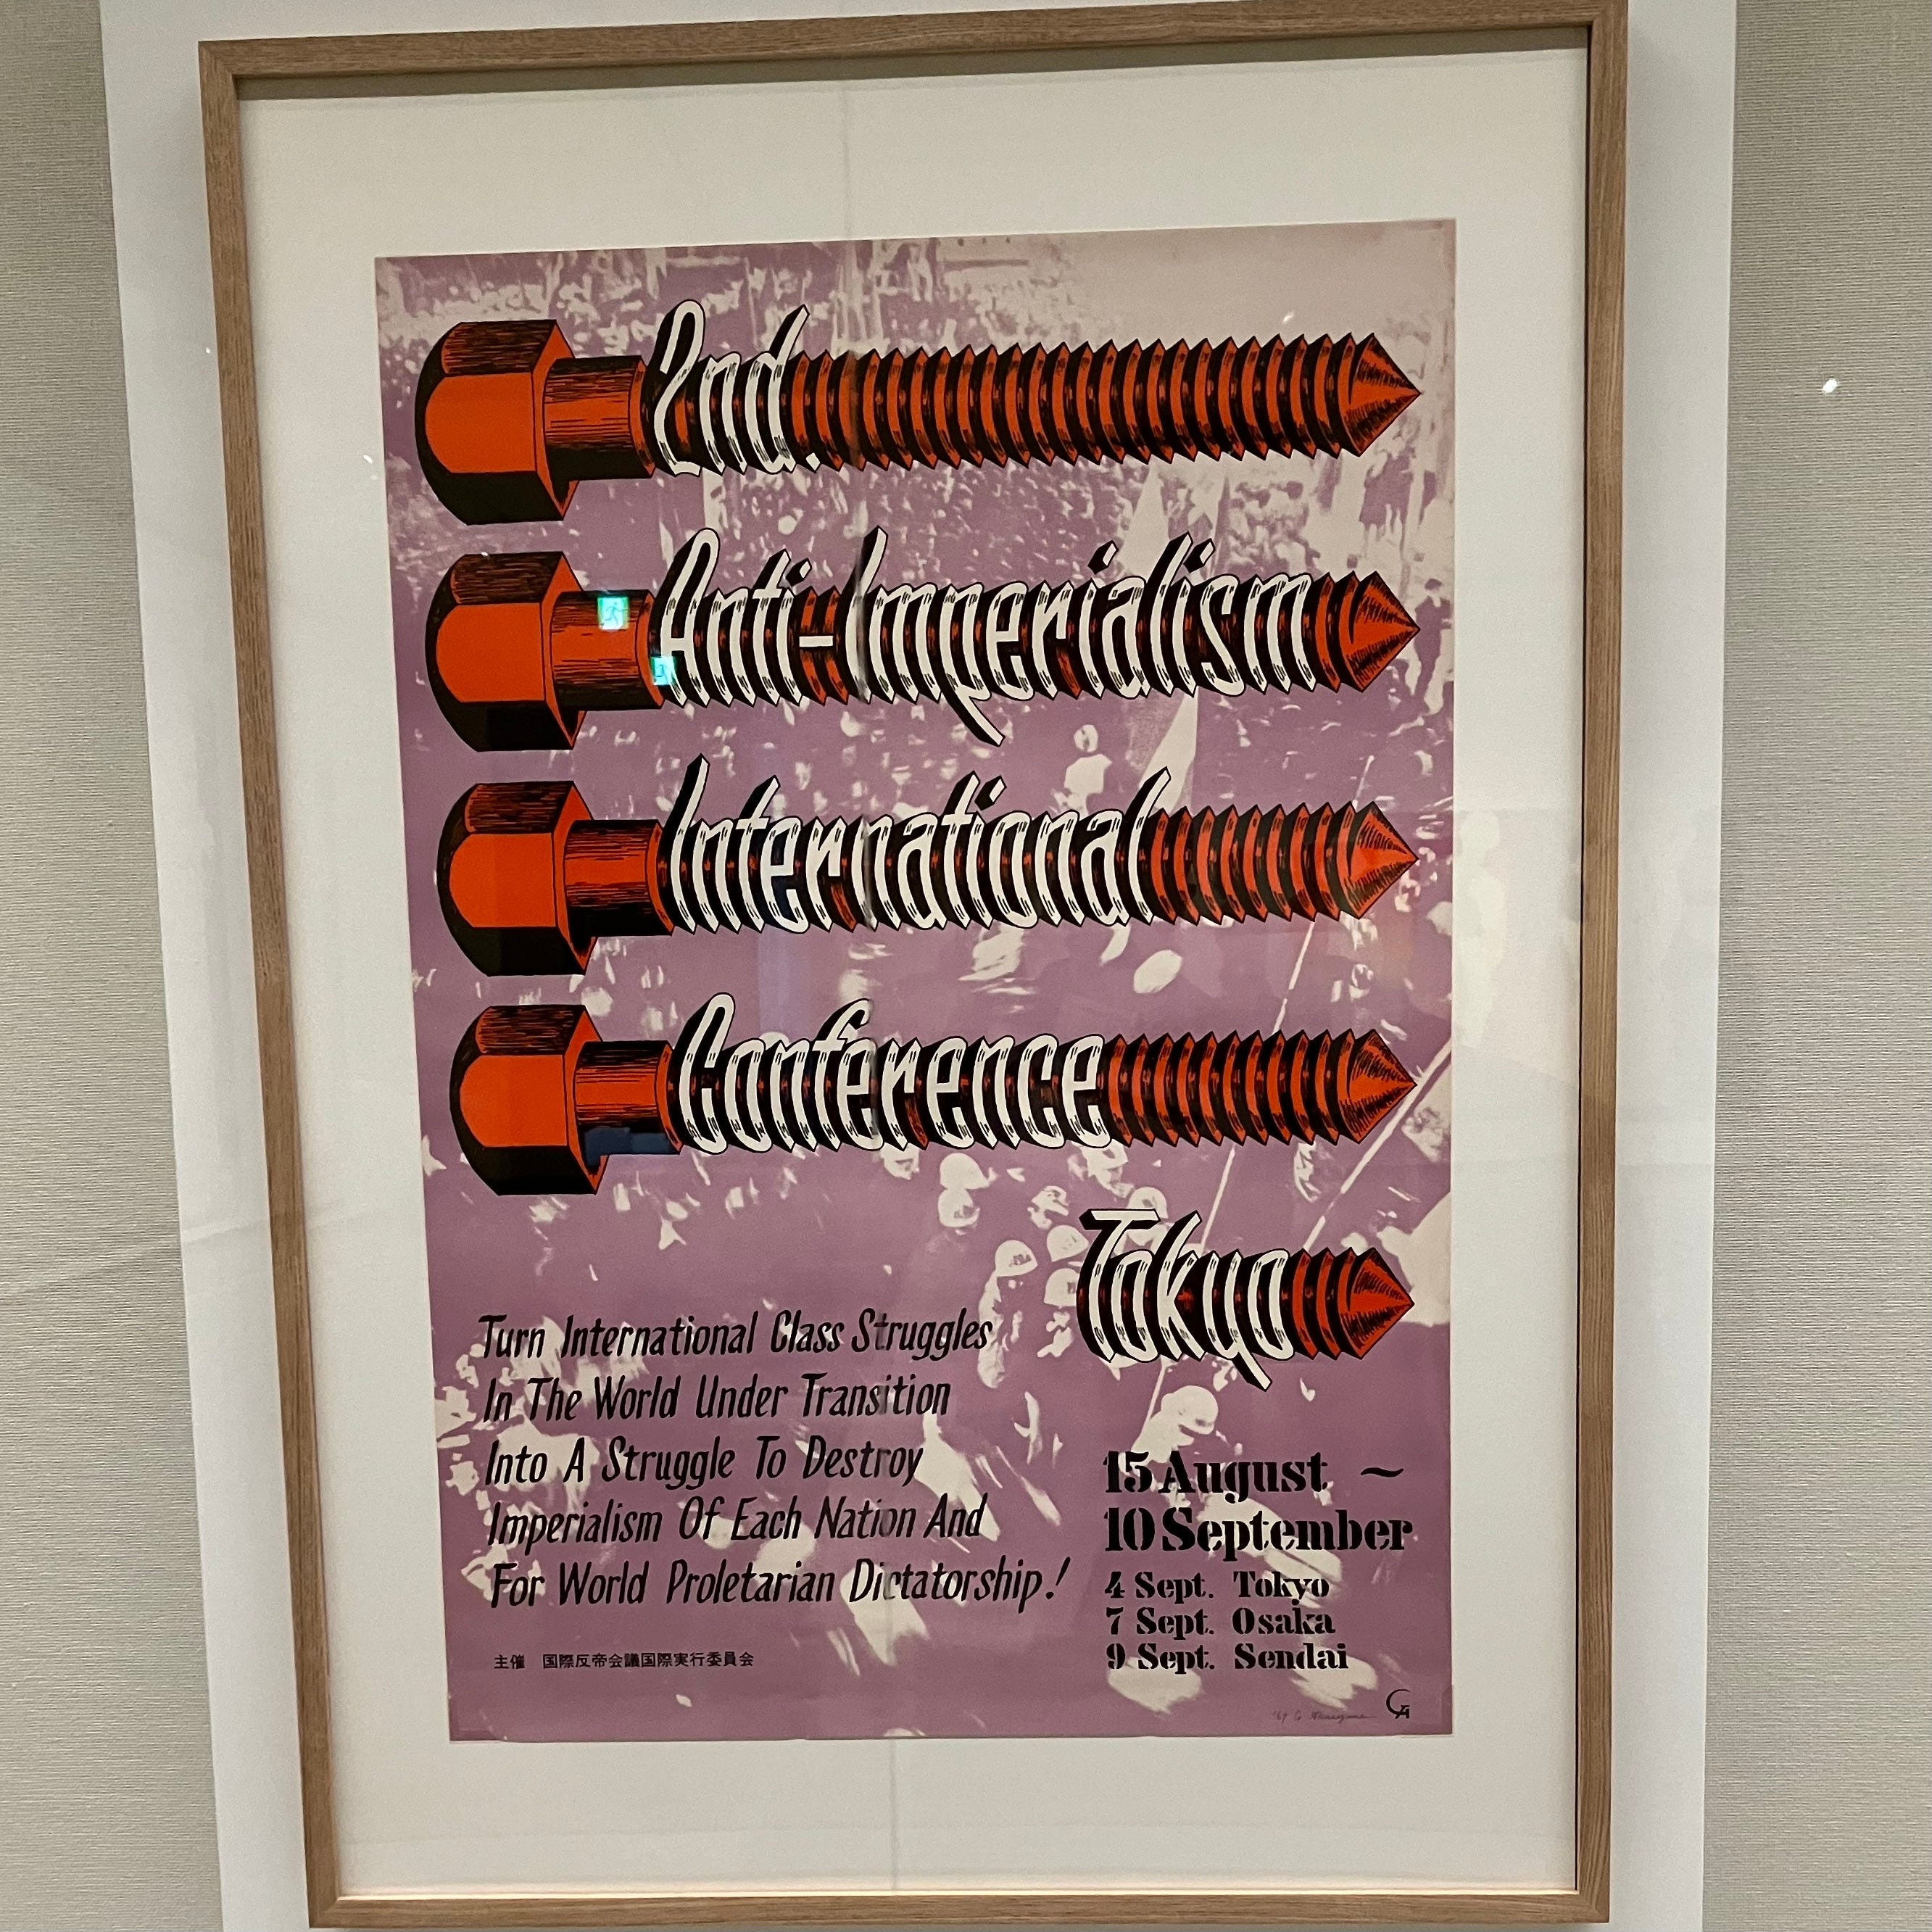 2nd.
Anti-Imperialism
International
Conference
Tokyo
Turn International Class Struggles
In The World Under Transition
Into A Struggle To Destroy
Imperialism Of Each Nation And
For World Proletarian Dictatorship!
15 August ~
10 September
4 Sept. Tokyo
7 Sept. Osaka
9 Sept. Sendai
主催 国際反帝会議国際実行委員会
'69 G